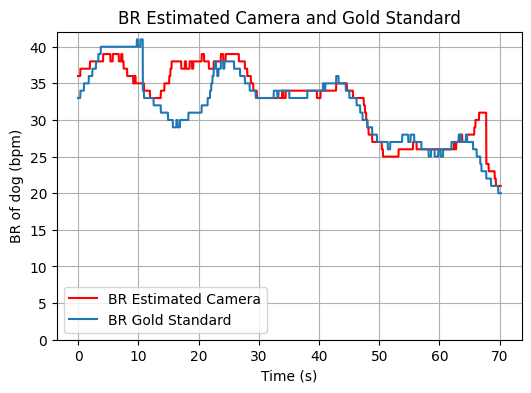 BR Estimated Camera and Gold Standard
BR of dog (bpm)
40
35
30
25
20
15
10
5
0
BR Estimated Camera
BR Gold Standard
0 10 20 30 40 50 60 70
Time (s)